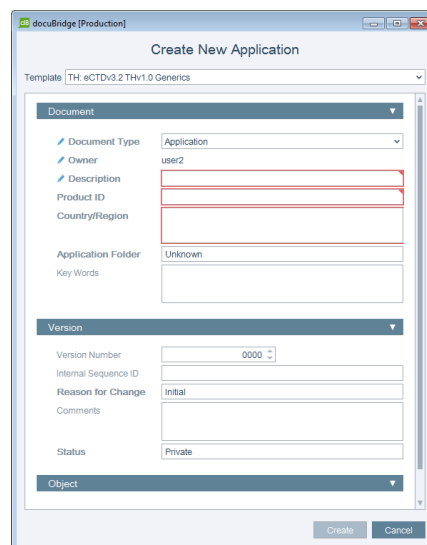 dB docuBridge [Production]
Create New Application
Template TH: eCTDv3.2 THv1.0 Generics
Document
Document Type Application
Owner user2
Description
Product ID
Country/Region
Application Folder Unknown
Key Words
Version
Version Number 0000
Internal Sequence ID
Reason for Change Initial
Comments
Status Private
Object
Create Cancel